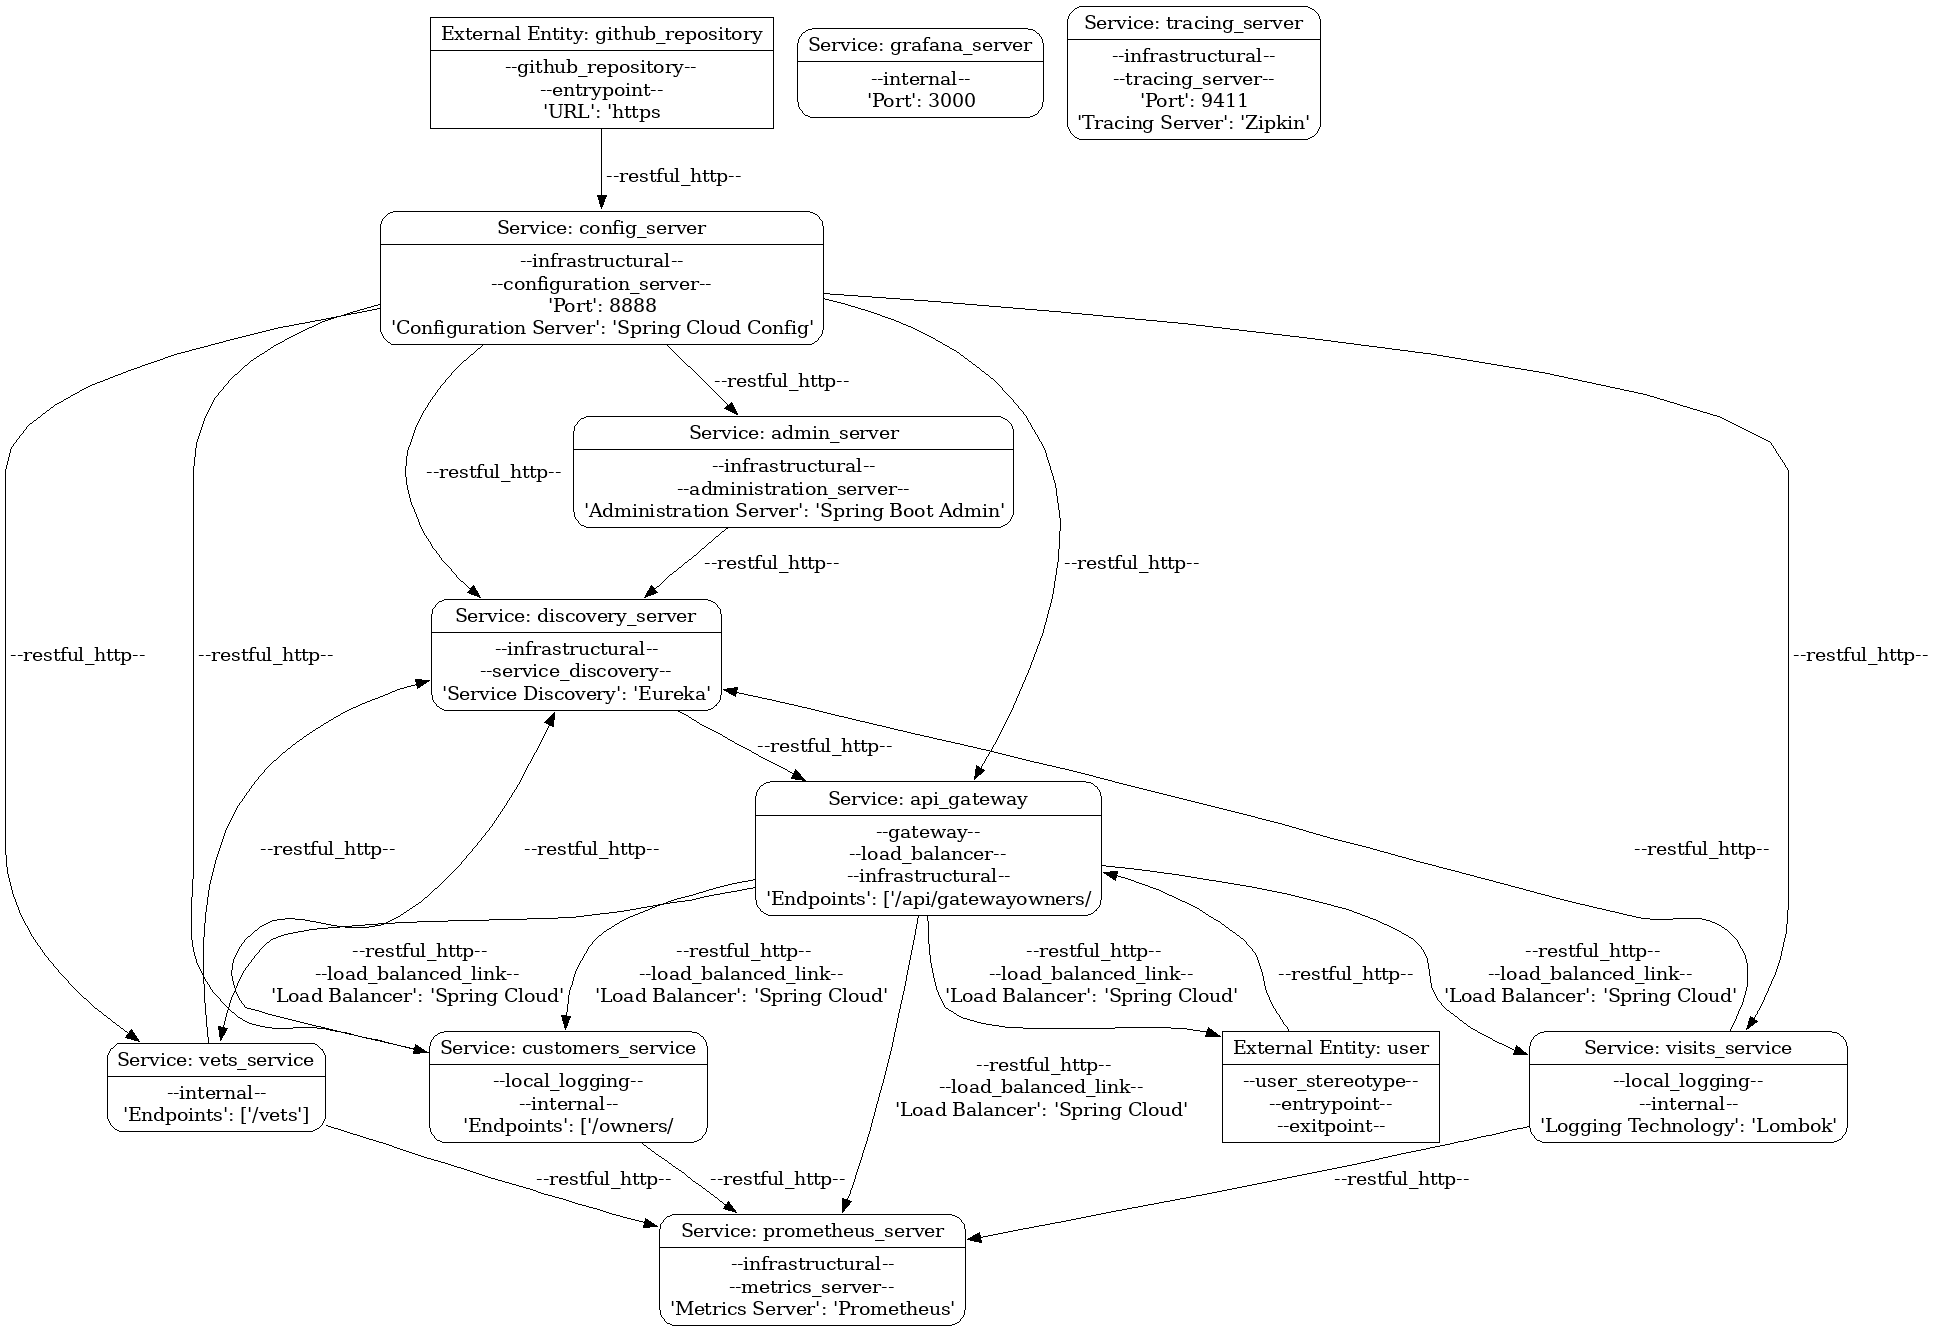 External Entity: github_repository
--github_repository--
--entrypoint--
'URL': 'https
Service: grafana_server
--internal--
'Port': 3000
Service: tracing_server
--infrastructural--
--tracing_server--
'Port': 9411
'Tracing Server': 'Zipkin'
--restful_http--
Service: config_server
--infrastructural--
--configuration_server--
'Port': 8888
'Configuration Server': 'Spring Cloud Config'
--restful_http--
Service: admin_server
--infrastructural--
--administration_server--
'Administration Server': 'Spring Boot Admin'
--restful_http--
--restful_http--
--restful_http--
Service: discovery_server
--infrastructural--
--service_discovery--
'Service Discovery': 'Eureka'
--restful_http--
--restful_http--
--restful_http--
--restful_http--
Service: api_gateway
--gateway--
--load_balancer--
--infrastructural--
'Endpoints': ['/api/gatewayowners/
--restful_http--
--restful_http--
--restful_http--
--restful_http--
--load_balanced_link--
'Load Balancer': 'Spring Cloud'
--restful_http--
--load_balanced_link--
'Load Balancer': 'Spring Cloud'
--restful_http--
--load_balanced_link--
'Load Balancer': 'Spring Cloud'
--restful_http--
--restful_http--
--load_balanced_link--
'Load Balancer': 'Spring Cloud'
Service: vets_service
--internal--
'Endpoints': ['/vets']
Service: customers_service
--local_logging--
--internal--
'Endpoints': ['/owners/
--restful_http--
--load_balanced_link--
'Load Balancer': 'Spring Cloud'
External Entity: user
--user_stereotype--
--entrypoint--
--exitpoint--
Service: visits_service
--local_logging--
--internal--
'Logging Technology': 'Lombok'
--restful_http--
--restful_http--
--restful_http--
Service: prometheus_server
--infrastructural--
--metrics_server--
'Metrics Server': 'Prometheus'